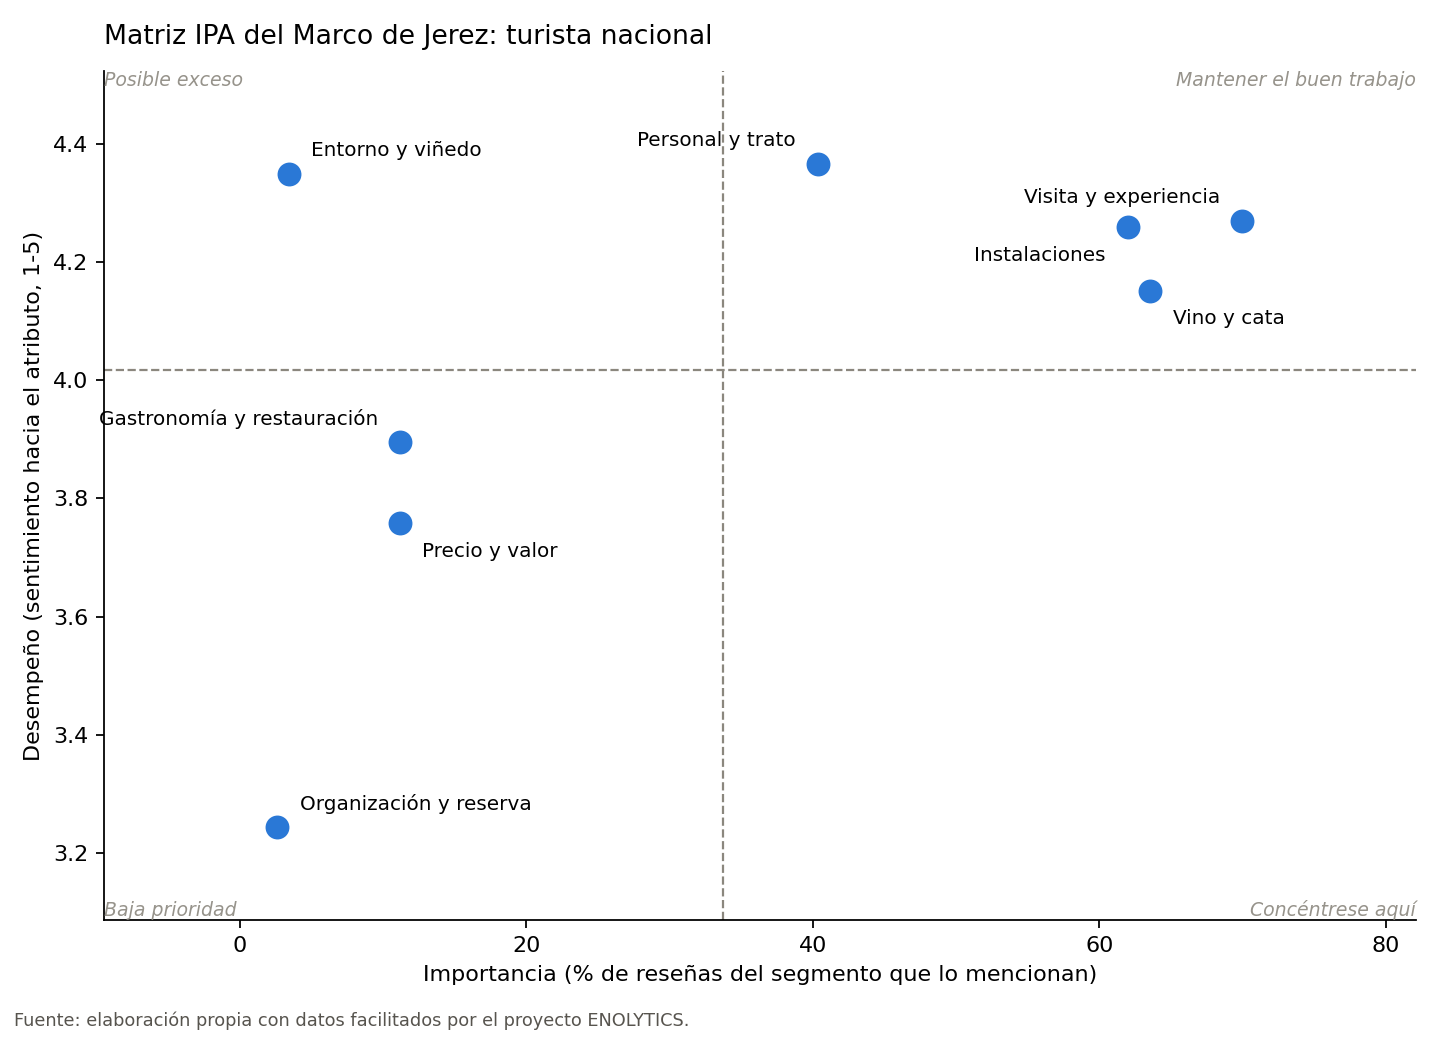 Matriz IPA del Marco de Jerez: turista nacional
Posible exceso
Mantener el buen trabajo
4.4
Entorno y viñedo
Personal y trato
Visita y experiencia
4.2
Instalaciones
Vino y cata
4.0
Gastronomía y restauración
3.8
Precio y valor
3.6
3.4
Organización y reserva
3.2
Baja prioridad
Concéntrese aquí
Desempeño (sentimiento hacia el atributo, 1-5)
0 20 40 60 80
Importancia (% de reseñas del segmento que lo mencionan)
Fuente: elaboración propia con datos facilitados por el proyecto ENOLYTICS.